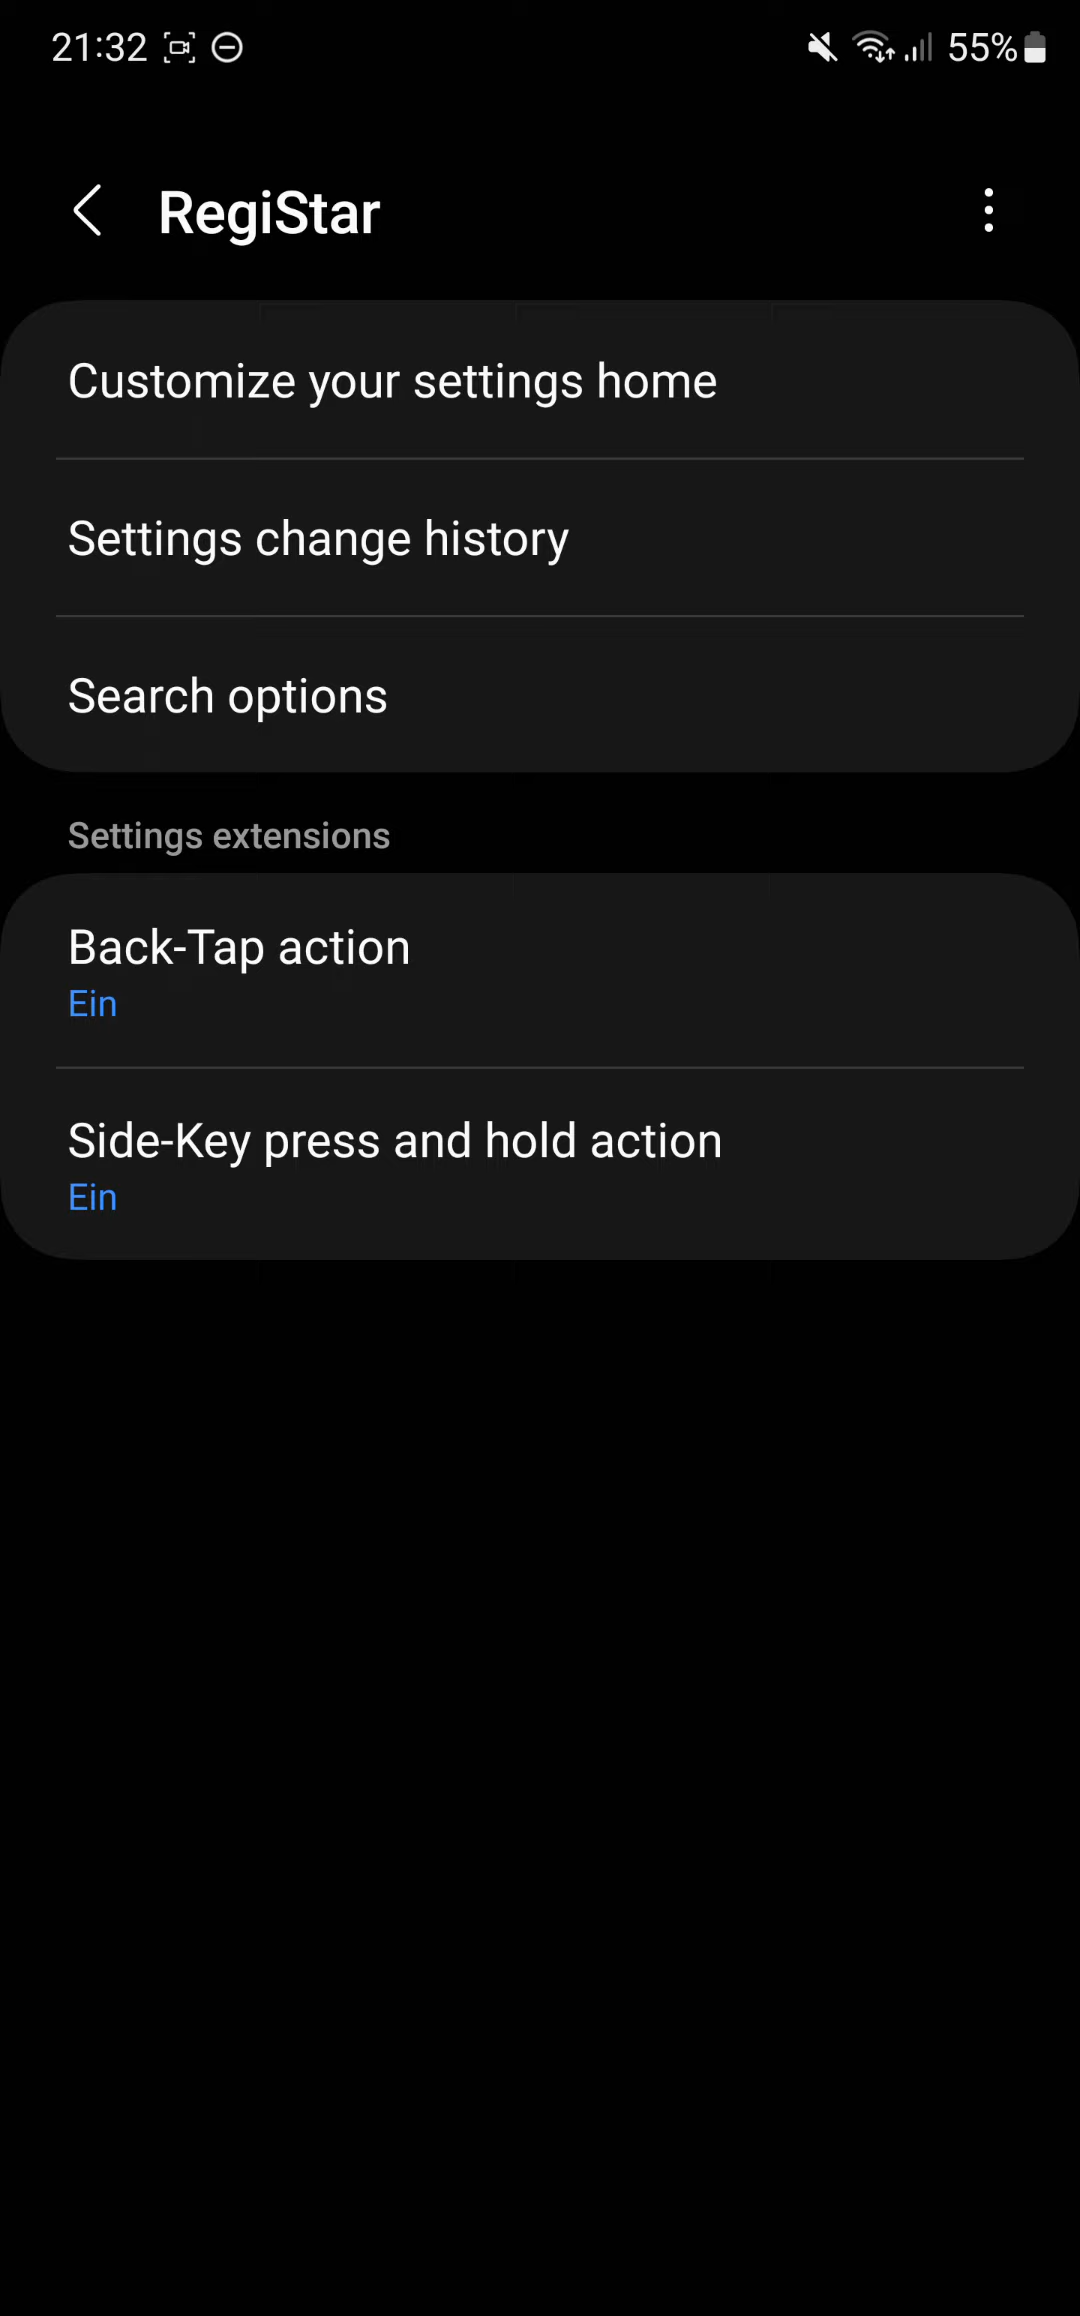 21:32 55%
RegiStar
Customize your settings home
Settings change history
Search options
Settings extensions
Back-Tap action
Ein
Side-Key press and hold action
Ein